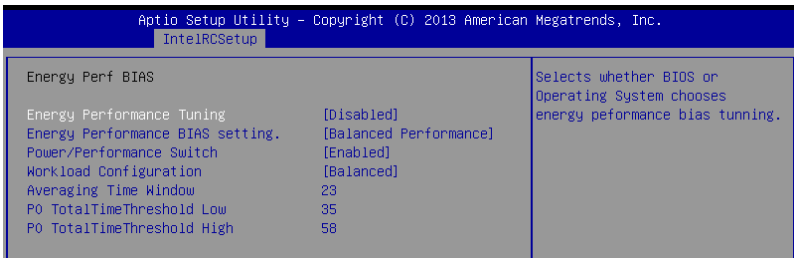 Aptio Setup Utility – Copyright (C) 2013 American Megatrends, Inc.
IntelRCSetup
Energy Perf BIAS
Energy Performance Tuning [Disabled]
Energy Performance BIAS setting. [Balanced Performance]
Power/Performance Switch [Enabled]
Workload Configuration [Balanced]
Averaging Time Window 23
P0 TotalTimeThreshold Low 35
P0 TotalTimeThreshold High 58
Selects whether BIOS or
Operating System chooses
energy peformance bias tunning.